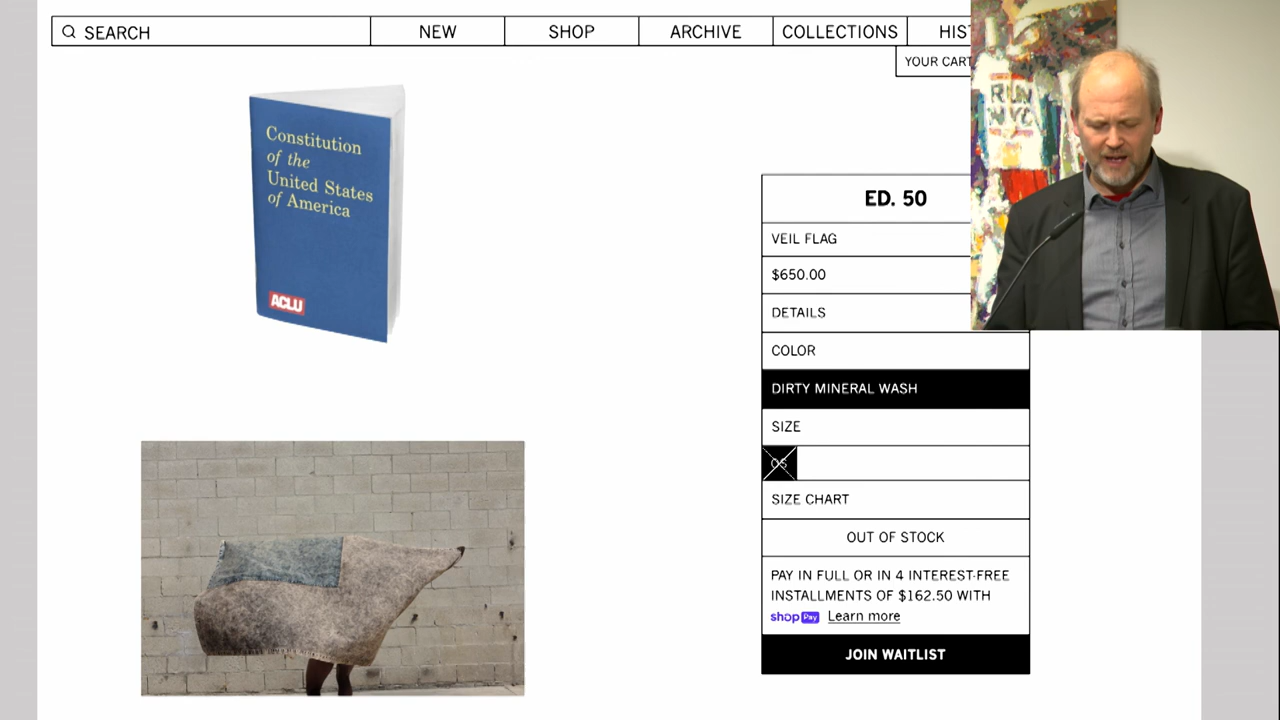 SEARCH
NEW
SHOP
ARCHIVE
COLLECTIONS
HIST
YOUR CART
Constitution
of the
United States
of America
ACLU
ED. 50
VEIL FLAG
$650.00
DETAILS
COLOR
DIRTY MINERAL WASH
SIZE
OS
SIZE CHART
OUT OF STOCK
PAY IN FULL OR IN 4 INTEREST-FREE
INSTALLMENTS OF $162.50 WITH
shop Pay Learn more
JOIN WAITLIST